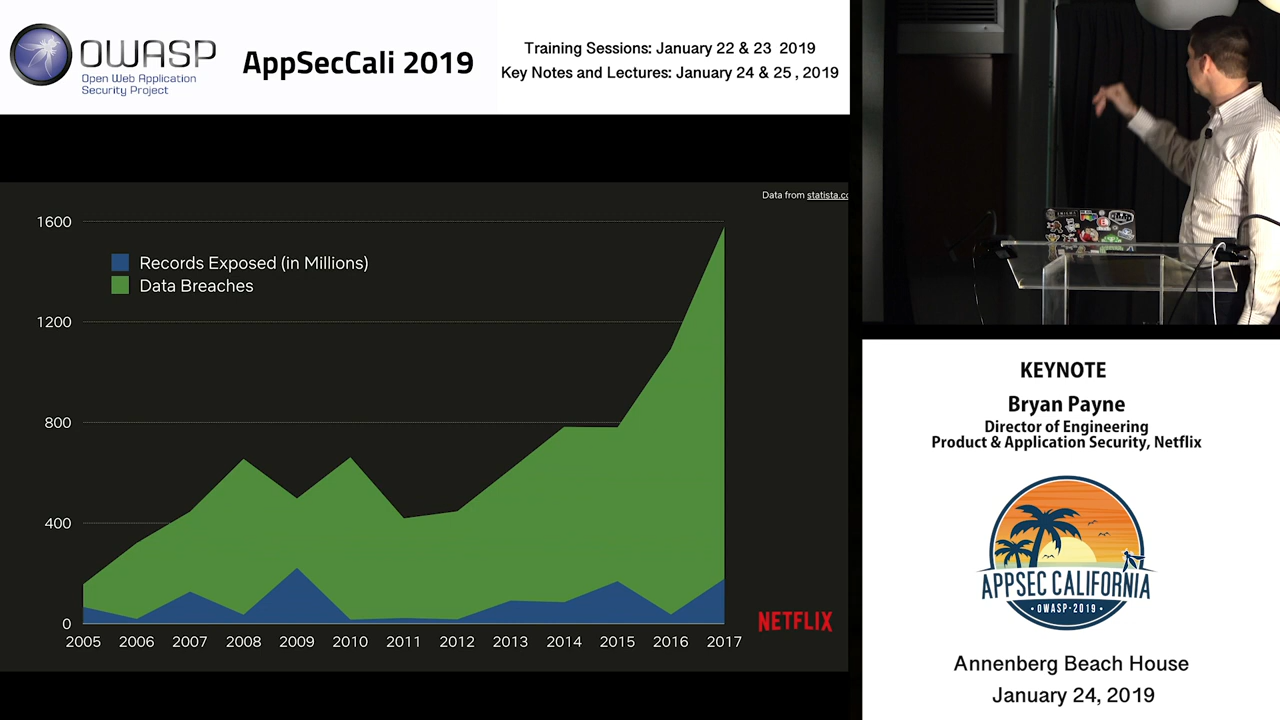 OWASP
Open Web Application
Security Project
AppSecCali 2019
Training Sessions: January 22 & 23 2019
Key Notes and Lectures: January 24 & 25 , 2019
Data from statista.co
1600
Records Exposed (in Millions)
Data Breaches
1200
800
400
0
2005 2006 2007 2008 2009 2010 2011 2012 2013 2014 2015 2016 2017
NETFLIX
KEYNOTE
Bryan Payne
Director of Engineering
Product & Application Security, Netflix
APPSEC CALIFORNIA
• OWASP-2019 •
Annenberg Beach House
January 24, 2019